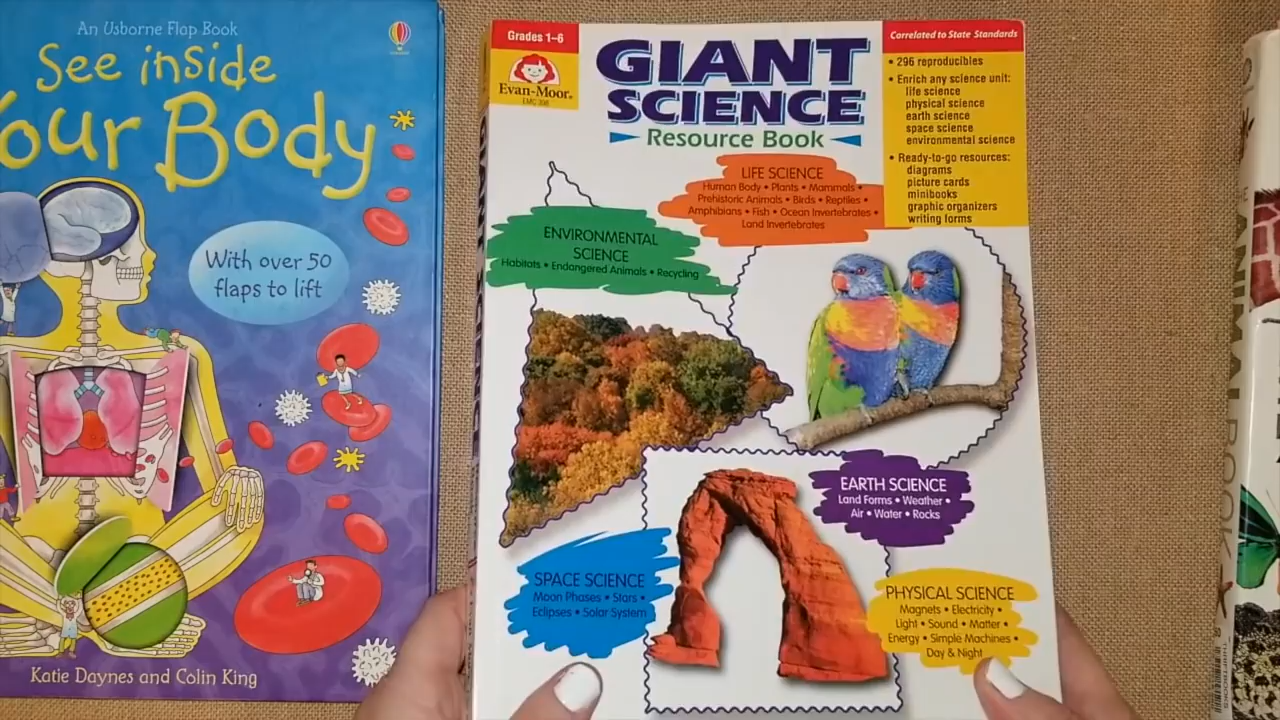 An Usborne Flap Book
See inside
Your Body
With over 50
flaps to lift
Katie Daynes and Colin King
Grades 1–6
Evan-Moor®
GIANT
SCIENCE
Resource Book
Correlated to State Standards
• 296 reproducibles
• Enrich any science unit:
life science
physical science
earth science
space science
environmental science
• Ready-to-go resources:
diagrams
picture cards
minibooks
graphic organizers
writing forms
LIFE SCIENCE
Human Body • Plants • Mammals •
Prehistoric Animals • Birds • Reptiles •
Amphibians • Fish • Ocean Invertebrates •
Land Invertebrates
ENVIRONMENTAL
SCIENCE
Habitats • Endangered Animals • Recycling
EARTH SCIENCE
Land Forms • Weather •
Air • Water • Rocks
SPACE SCIENCE
Moon Phases • Stars •
Eclipses • Solar System
PHYSICAL SCIENCE
Magnets • Electricity •
Light • Sound • Matter •
Energy • Simple Machines •
Day & Night
ANIMAL BOOK